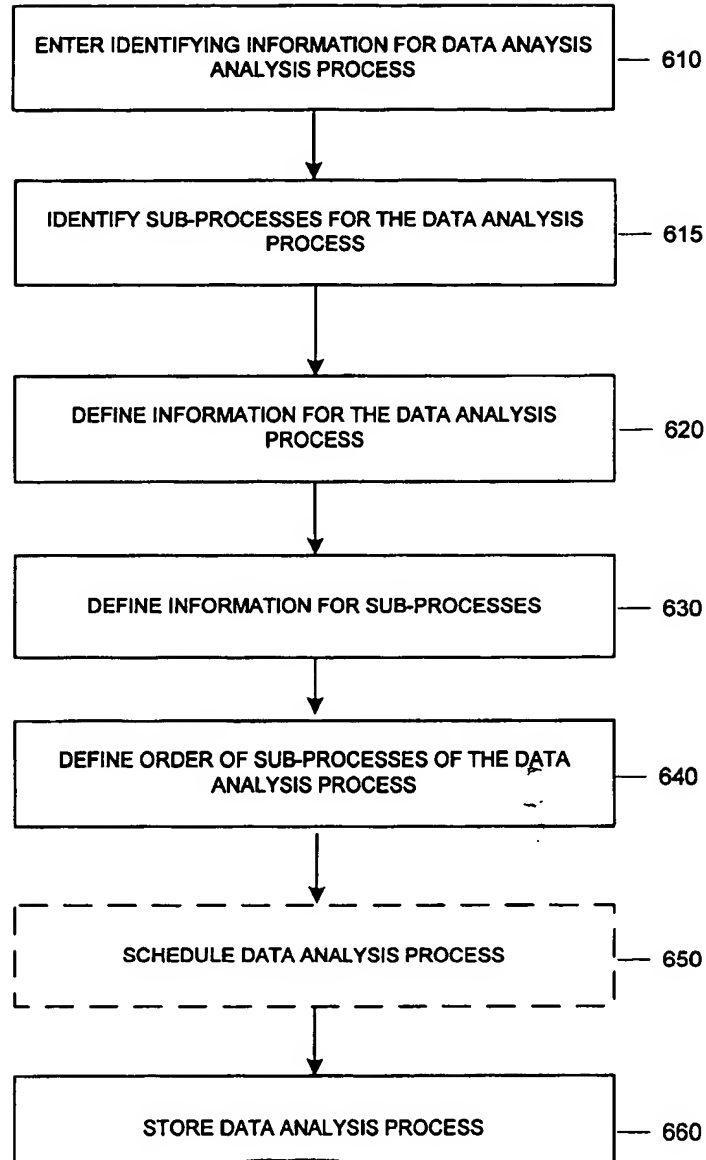 ENTER IDENTIFYING INFORMATION FOR DATA ANAYSIS
ANALYSIS PROCESS
610
IDENTIFY SUB-PROCESSES FOR THE DATA ANALYSIS
PROCESS
615
DEFINE INFORMATION FOR THE DATA ANALYSIS
PROCESS
620
DEFINE INFORMATION FOR SUB-PROCESSES
630
DEFINE ORDER OF SUB-PROCESSES OF THE DATA
ANALYSIS PROCESS
640
SCHEDULE DATA ANALYSIS PROCESS
650
STORE DATA ANALYSIS PROCESS
660